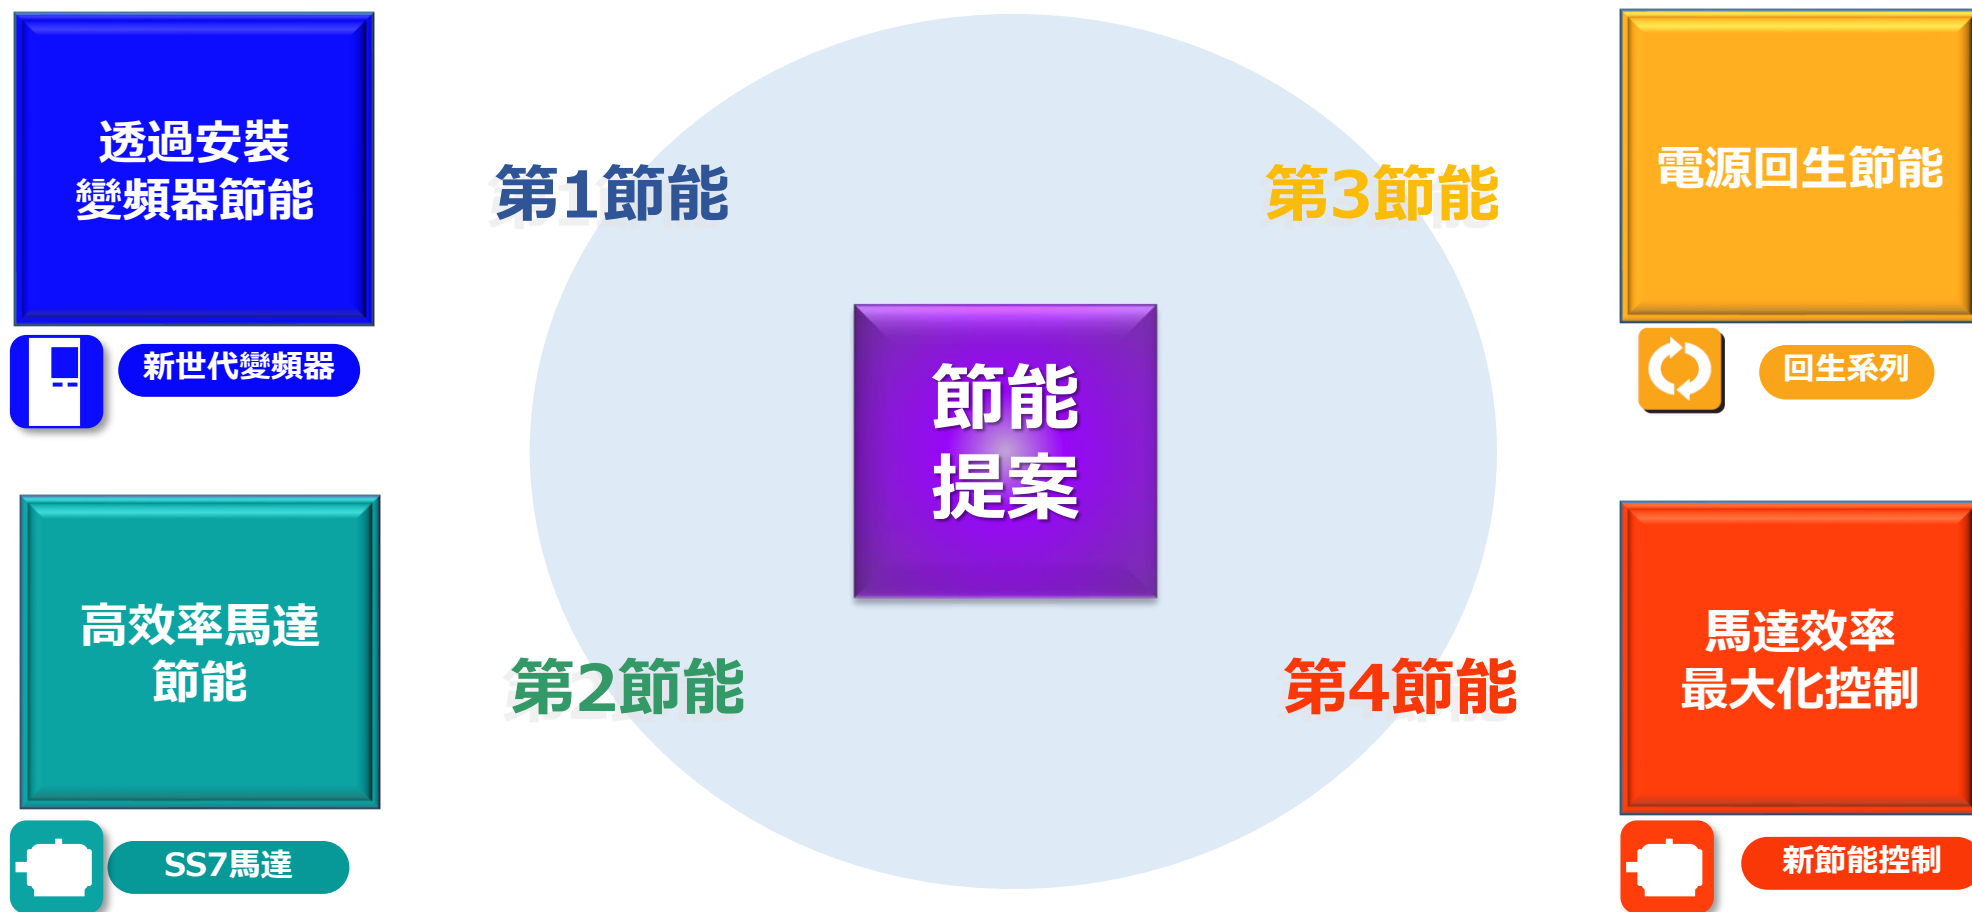 透過安裝
變頻器節能
新世代變頻器
第1節能
第3節能
電源回生節能
回生系列
節能
提案
高效率馬達
節能
SS7馬達
第2節能
第4節能
馬達效率
最大化控制
新節能控制